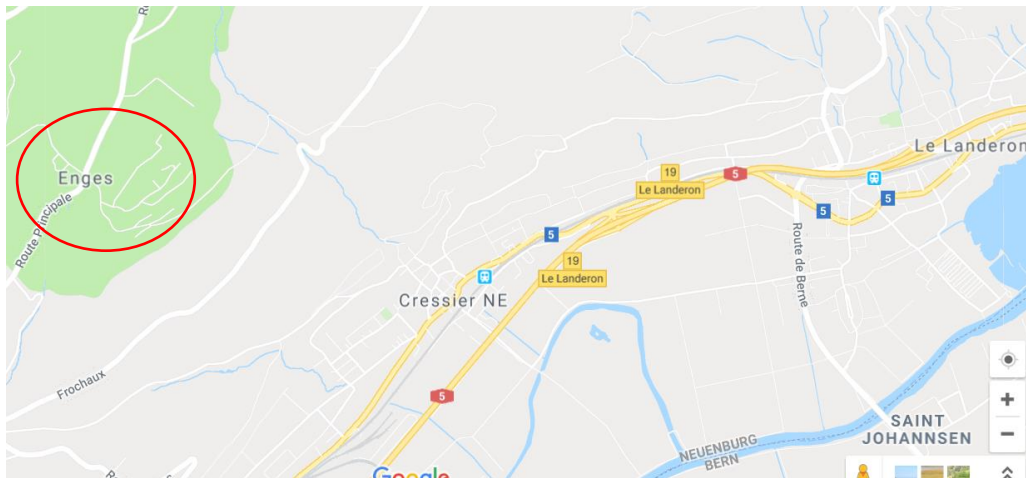 Enges
Route Principale
Frochaux
Cressier NE
5
19
Le Landeron
19
Le Landeron
5
5
5
5
Le Landeron
Route de Berne
SAINT
JOHANNSEN
NEUENBURG
BERN
Google